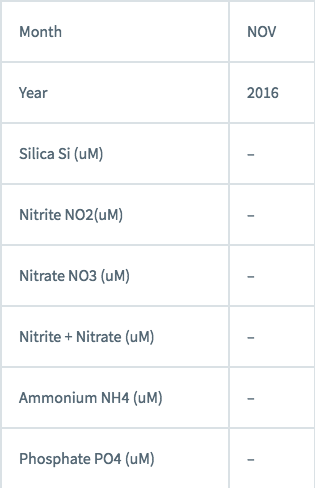 Month NOV
Year 2016
Silica Si (uM) –
Nitrite NO2(uM) –
Nitrate NO3 (uM) –
Nitrite + Nitrate (uM) –
Ammonium NH4 (uM) –
Phosphate PO4 (uM) –